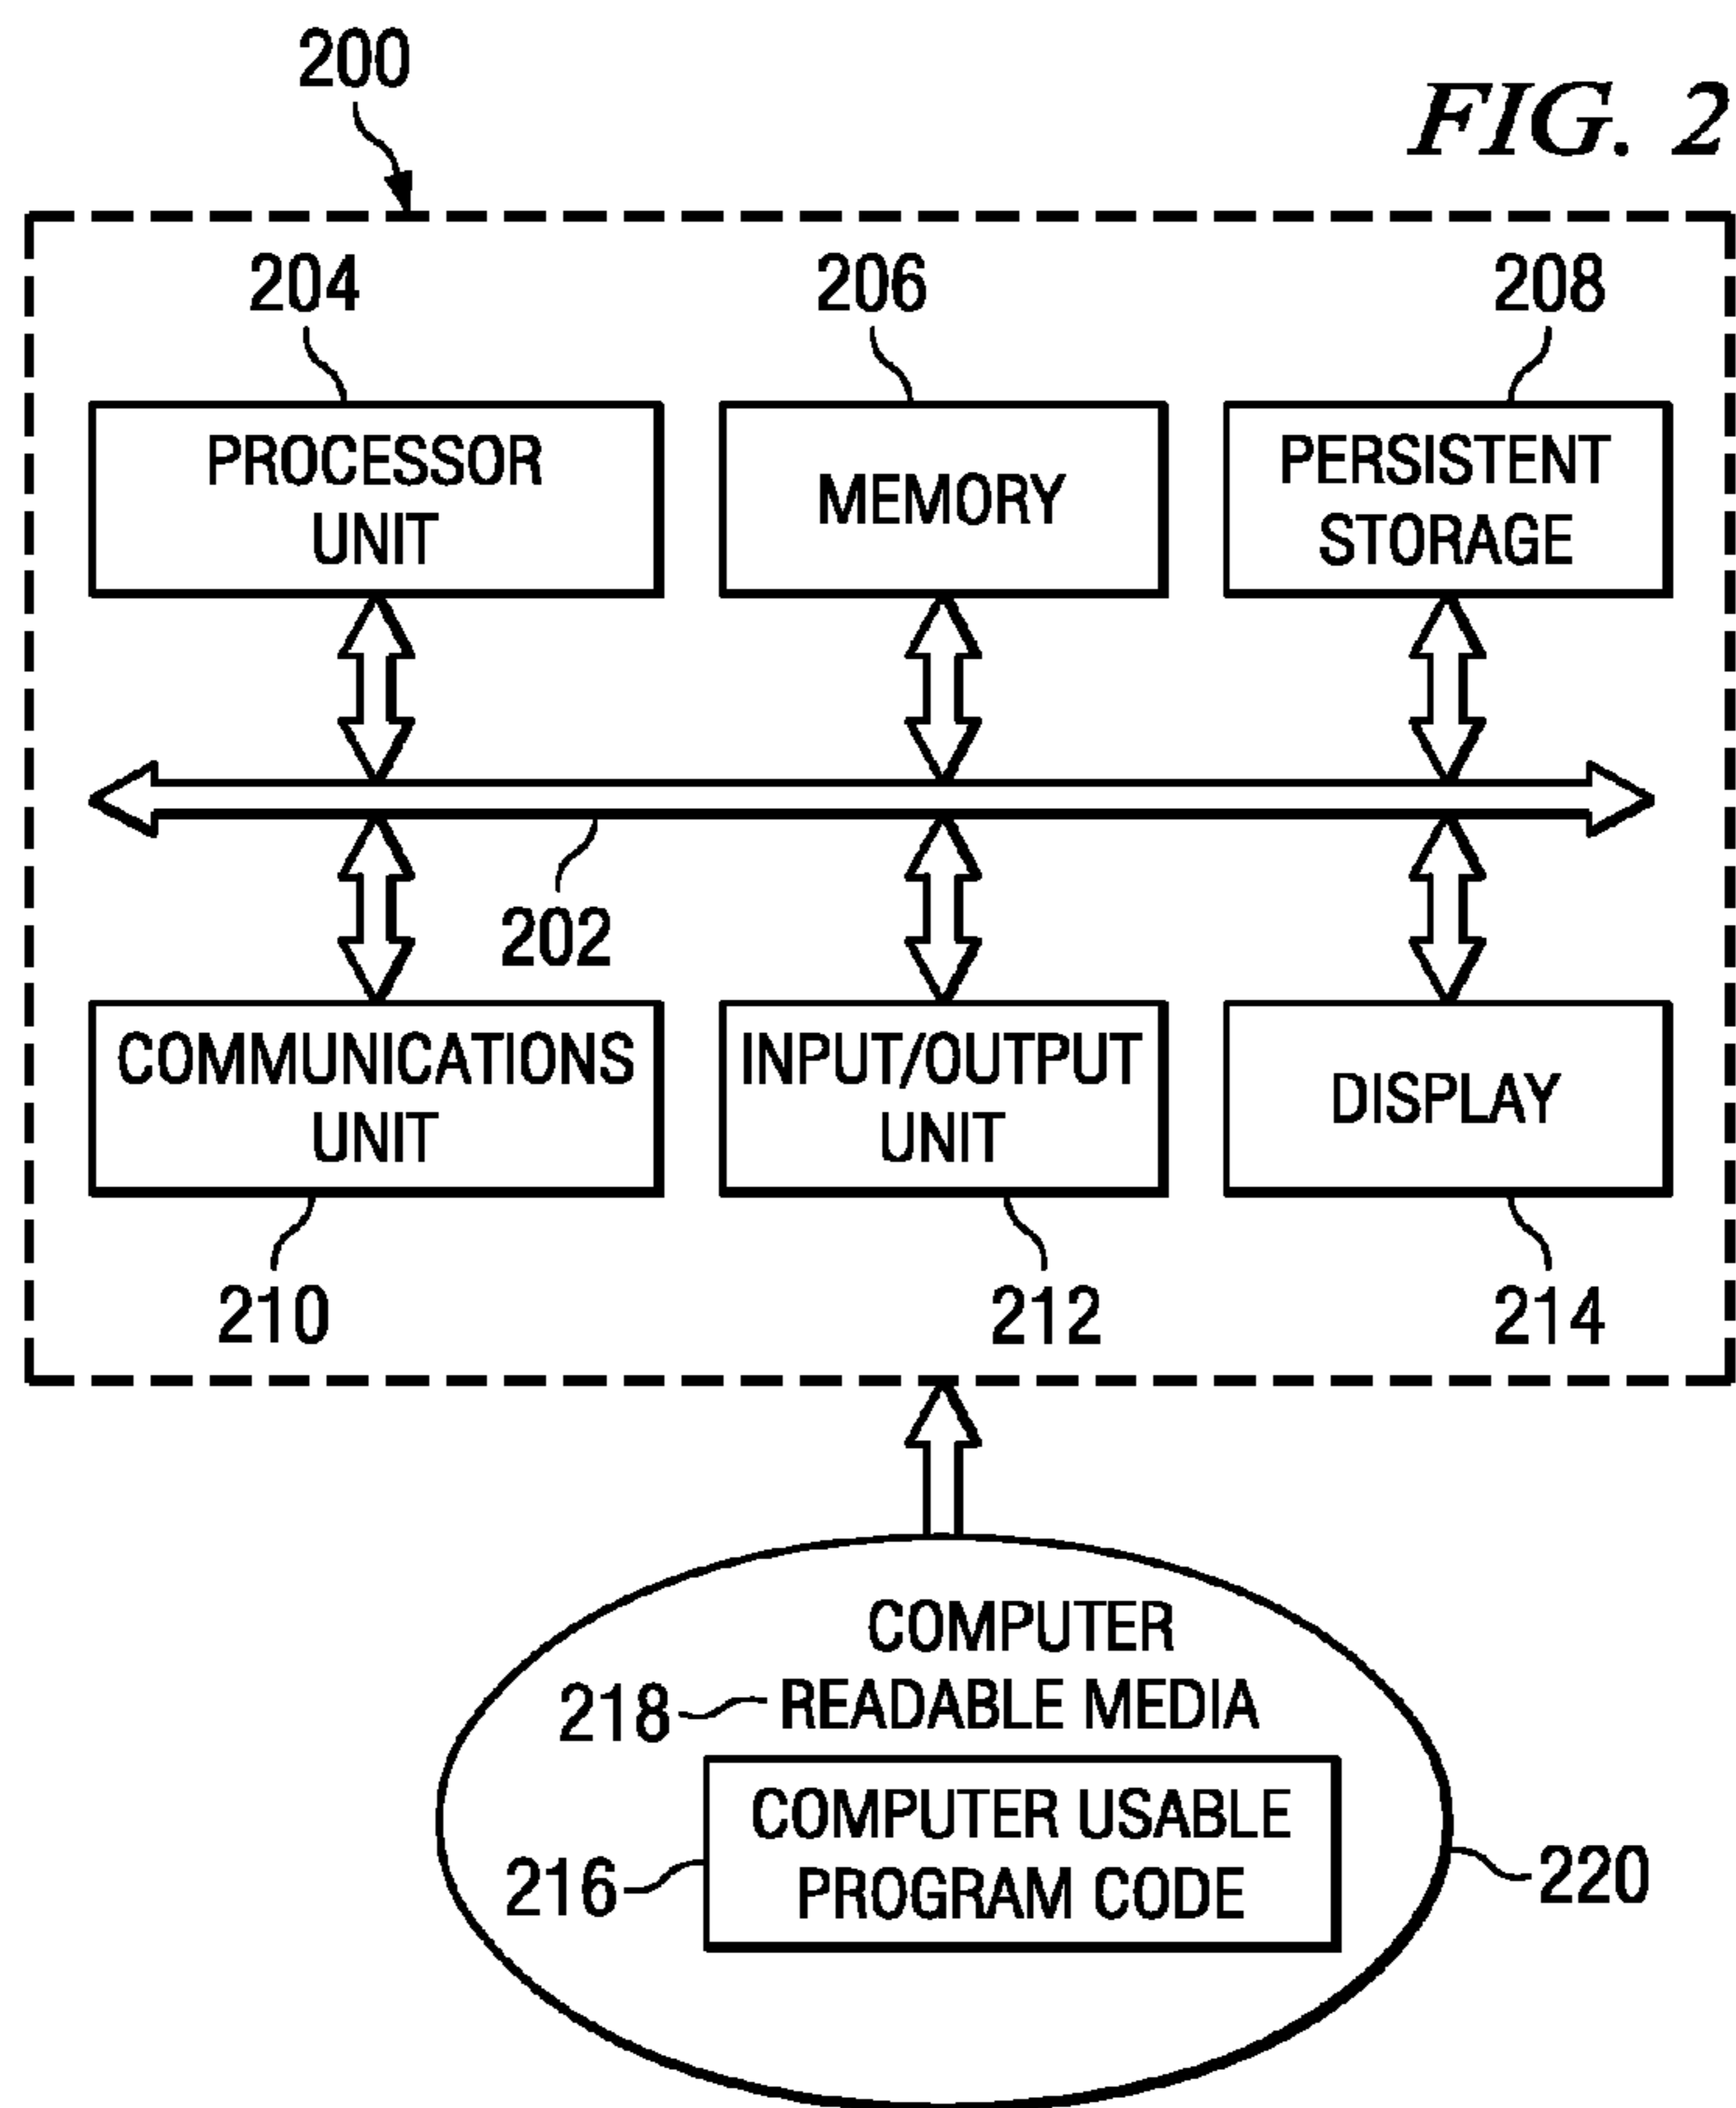 200
FIG. 2
204
206
208
PROCESSOR
UNIT
MEMORY
PERSISTENT
STORAGE
202
COMMUNICATIONS
UNIT
INPUT/OUTPUT
UNIT
DISPLAY
210
212
214
COMPUTER
218
READABLE MEDIA
COMPUTER USABLE
PROGRAM CODE
216
220